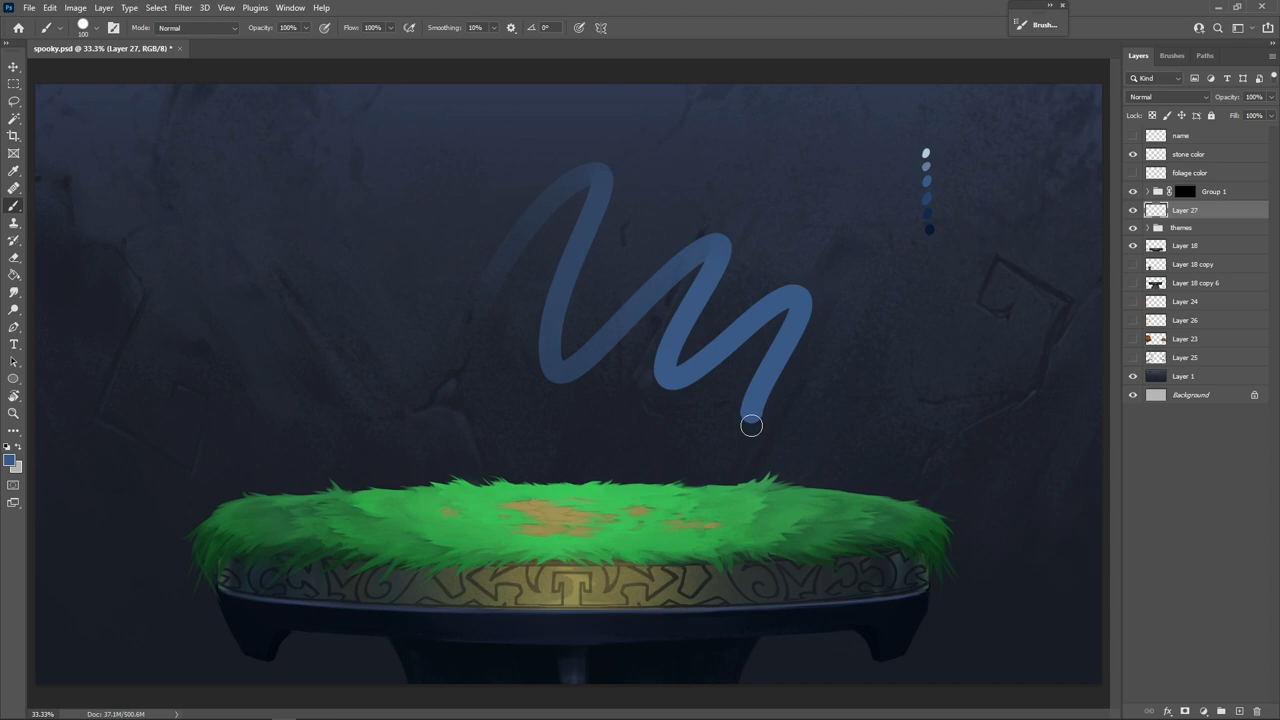 Ps File Edit Image Layer Type Select Filter 3D View Plugins Window Help
100 Mode: Normal Opacity: 100% Flow: 100% Smoothing: 10% 0° Brush...
spooky.psd @ 33.3% (Layer 27, RGB/8) *
Layers Brushes Paths
Kind
Normal Opacity: 100%
Lock: Fill: 100%
name
stone color
foliage color
Group 1
Layer 27
themes
Layer 18
Layer 18 copy
Layer 18 copy 6
Layer 24
Layer 26
Layer 23
Layer 25
Layer 1
Background
33.33% Doc: 37.1M/500.6M